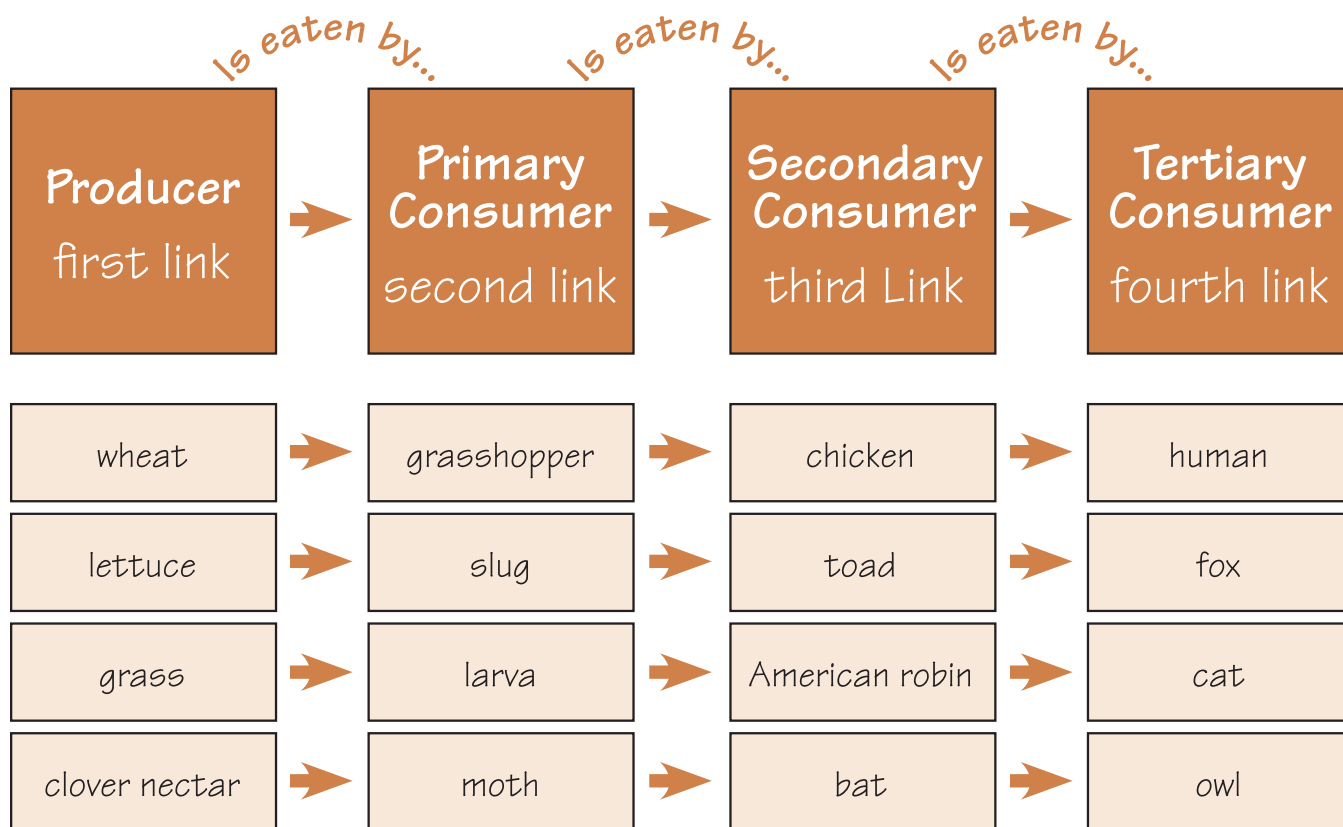 Is eaten by...
Is eaten by...
Is eaten by...
Producer
first link
Primary
Consumer
second link
Secondary
Consumer
third Link
Tertiary
Consumer
fourth link
wheat
grasshopper
chicken
human
lettuce
slug
toad
fox
grass
larva
American robin
cat
clover nectar
moth
bat
owl